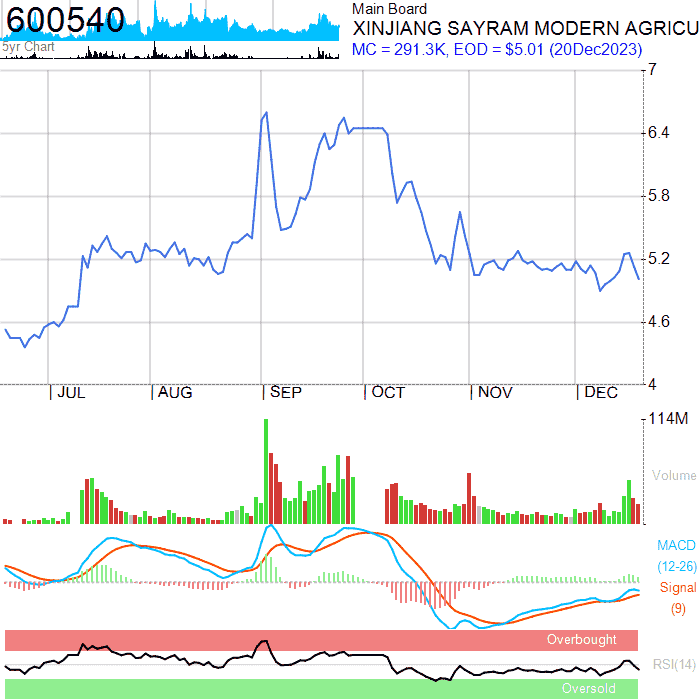 600540
5yr Chart
Main Board
XINJIANG SAYRAM MODERN AGRICU
MC = 291.3K, EOD = $5.01 (20Dec2023)
7
6.4
5.8
5.2
4.6
4
JUL AUG SEP OCT NOV DEC
114M
Volume
MACD
(12-26)
Signal
(9)
Overbought
RSI(14)
Oversold